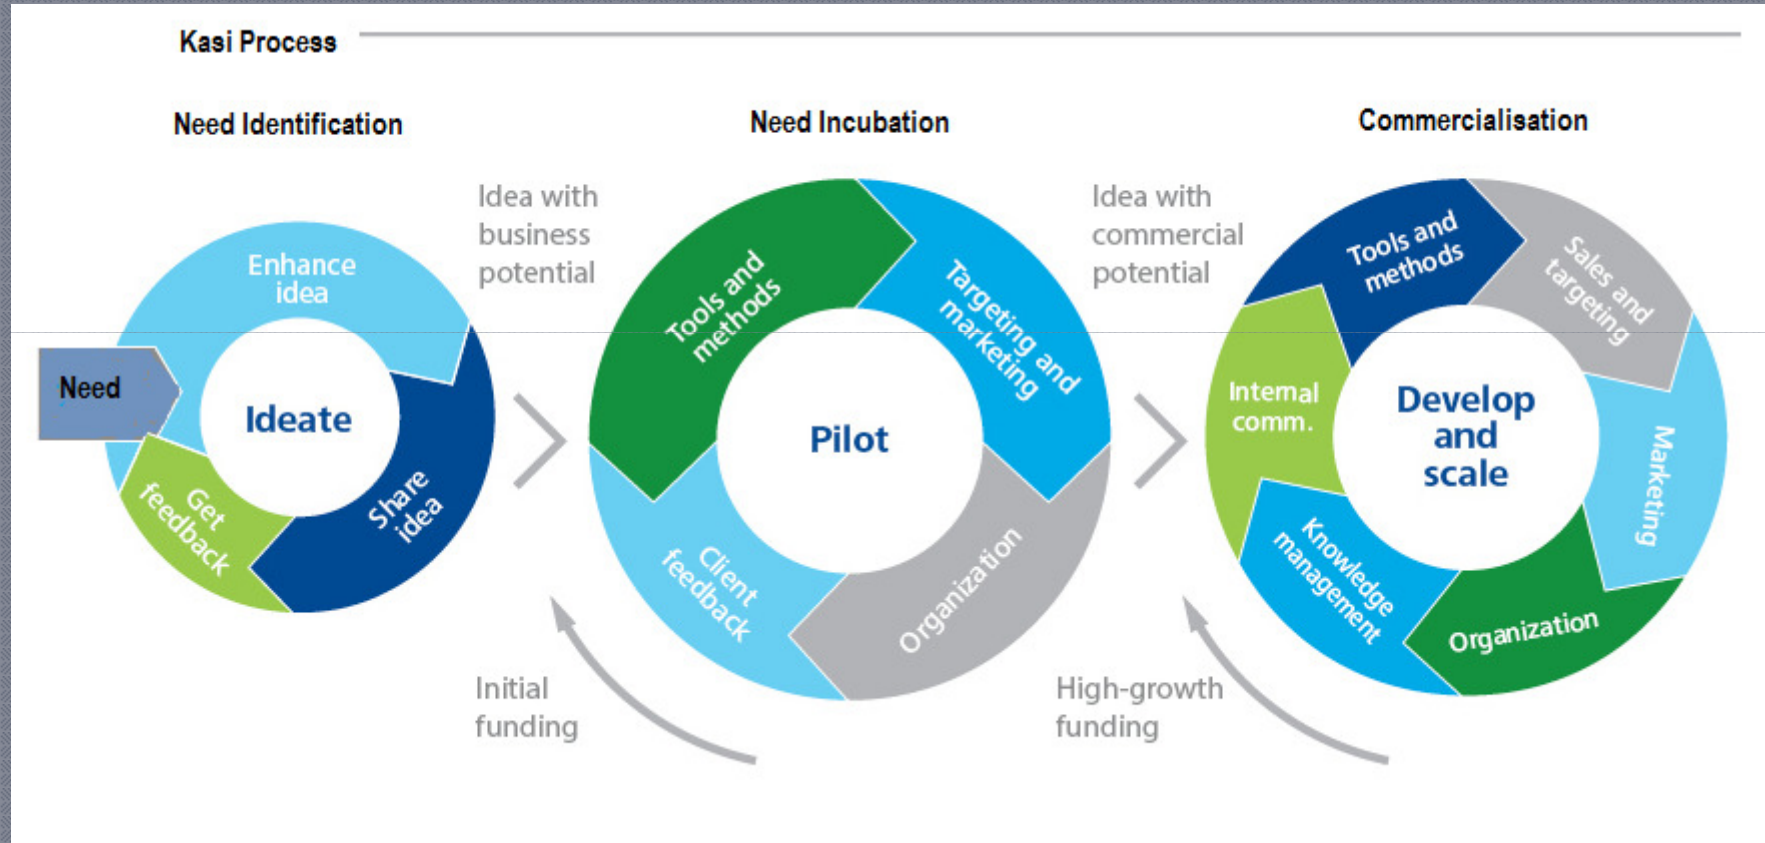 Kasi Process
Need Identification
Need Incubation
Commercialisation
Need
Enhance
idea
Share
idea
Get
feedback
Ideate
Idea with
business
potential
Initial
funding
Tools and
methods
Targeting and
marketing
Organization
Client
feedback
Pilot
Idea with
commercial
potential
High-growth
funding
Tools and
methods
Sales and
targeting
Marketing
Organization
Knowledge
management
Internal
comm.
Develop
and
scale